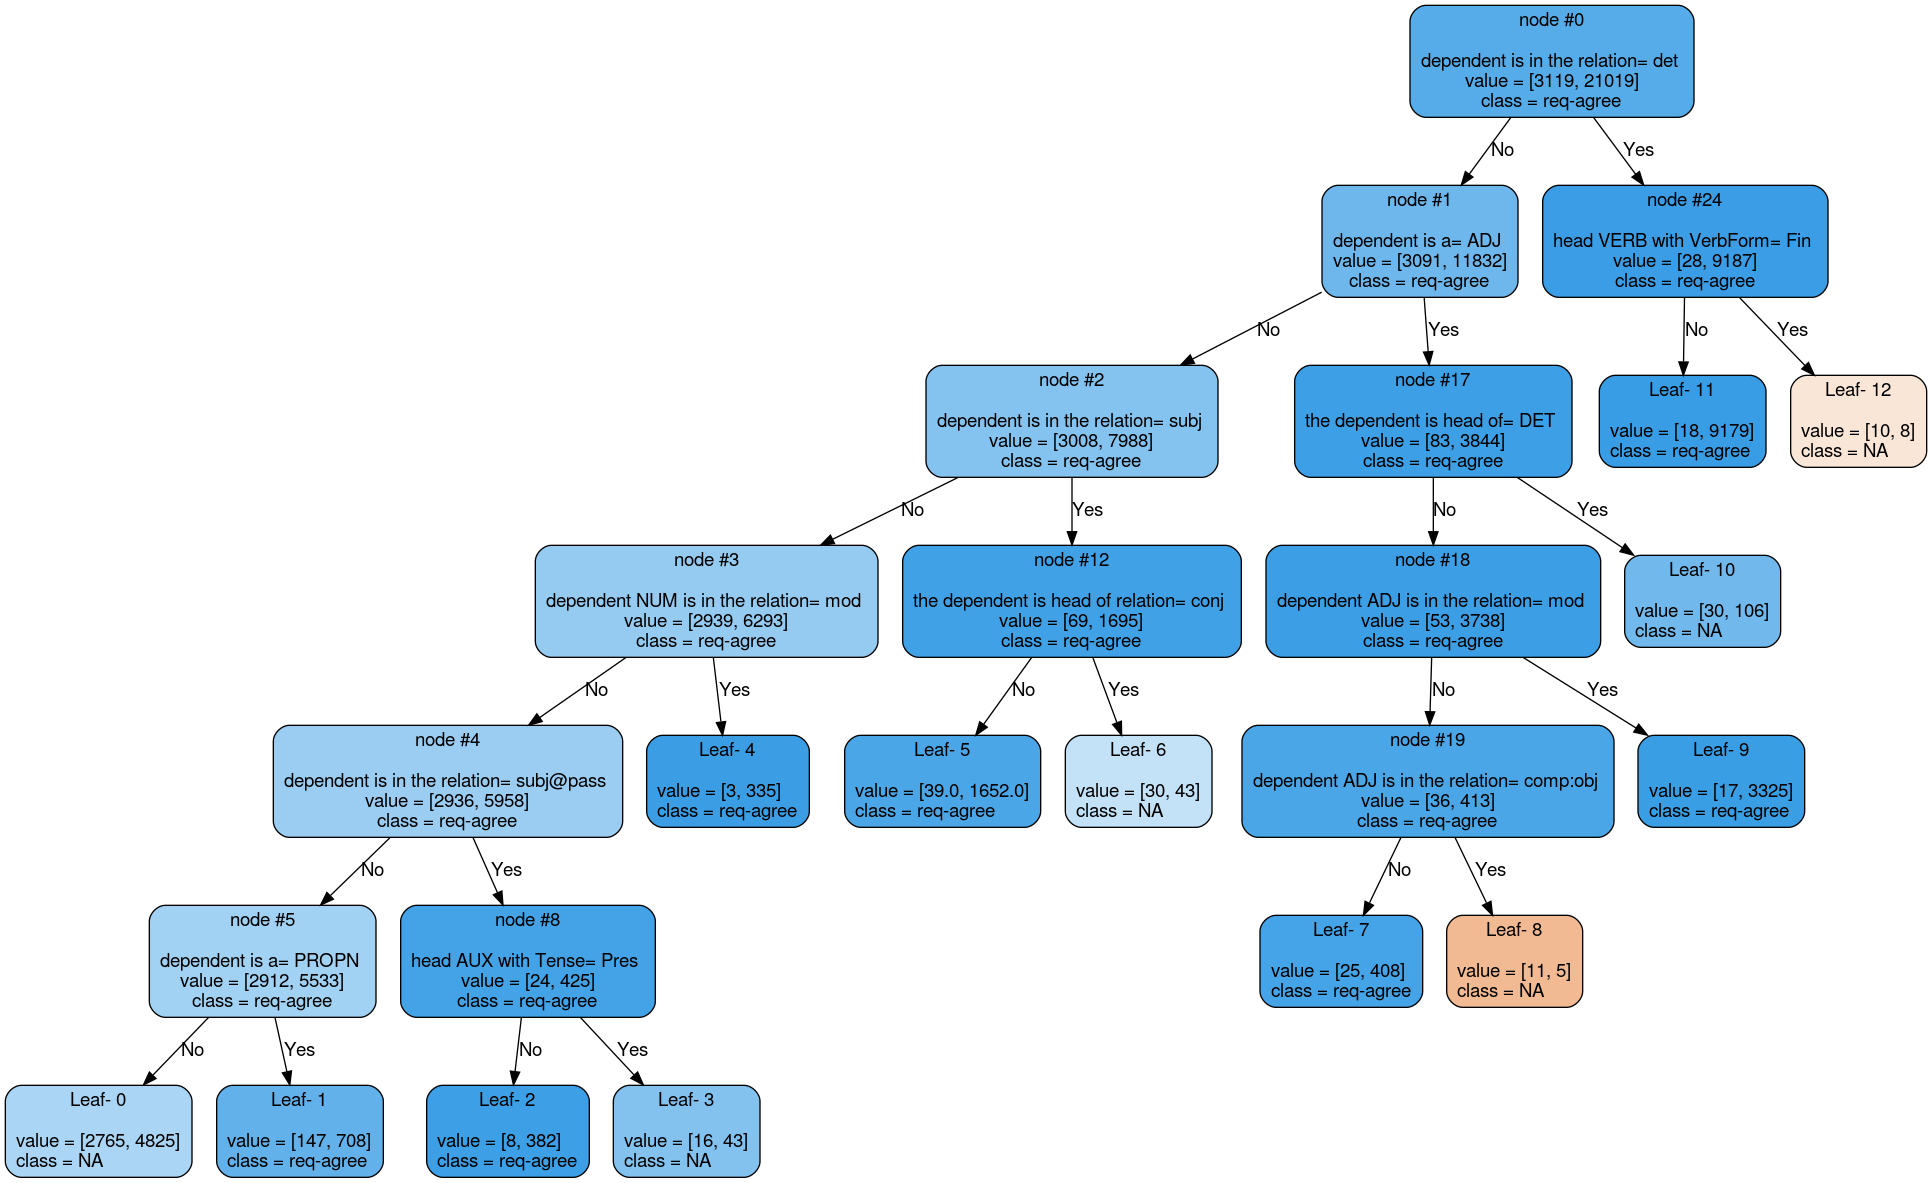 node #0
dependent is in the relation= det
value = [3119, 21019]
class = req-agree
No
Yes
node #1
dependent is a= ADJ
value = [3091, 11832]
class = req-agree
node #24
head VERB with VerbForm= Fin
value = [28, 9187]
class = req-agree
No
Yes
No
Yes
node #2
dependent is in the relation= subj
value = [3008, 7988]
class = req-agree
node #17
the dependent is head of= DET
value = [83, 3844]
class = req-agree
Leaf- 11
value = [18, 9179]
class = req-agree
Leaf- 12
value = [10, 8]
class = NA
No
Yes
No
Yes
node #3
dependent NUM is in the relation= mod
value = [2939, 6293]
class = req-agree
node #12
the dependent is head of relation= conj
value = [69, 1695]
class = req-agree
node #18
dependent ADJ is in the relation= mod
value = [53, 3738]
class = req-agree
Leaf- 10
value = [30, 106]
class = NA
No
Yes
No
Yes
No
Yes
node #4
dependent is in the relation= subj@pass
value = [2936, 5958]
class = req-agree
Leaf- 4
value = [3, 335]
class = req-agree
Leaf- 5
value = [39.0, 1652.0]
class = req-agree
Leaf- 6
value = [30, 43]
class = NA
node #19
dependent ADJ is in the relation= comp:obj
value = [36, 413]
class = req-agree
Leaf- 9
value = [17, 3325]
class = req-agree
No
Yes
No
Yes
node #5
dependent is a= PROPN
value = [2912, 5533]
class = req-agree
node #8
head AUX with Tense= Pres
value = [24, 425]
class = req-agree
Leaf- 7
value = [25, 408]
class = req-agree
Leaf- 8
value = [11, 5]
class = NA
No
Yes
No
Yes
Leaf- 0
value = [2765, 4825]
class = NA
Leaf- 1
value = [147, 708]
class = req-agree
Leaf- 2
value = [8, 382]
class = req-agree
Leaf- 3
value = [16, 43]
class = NA